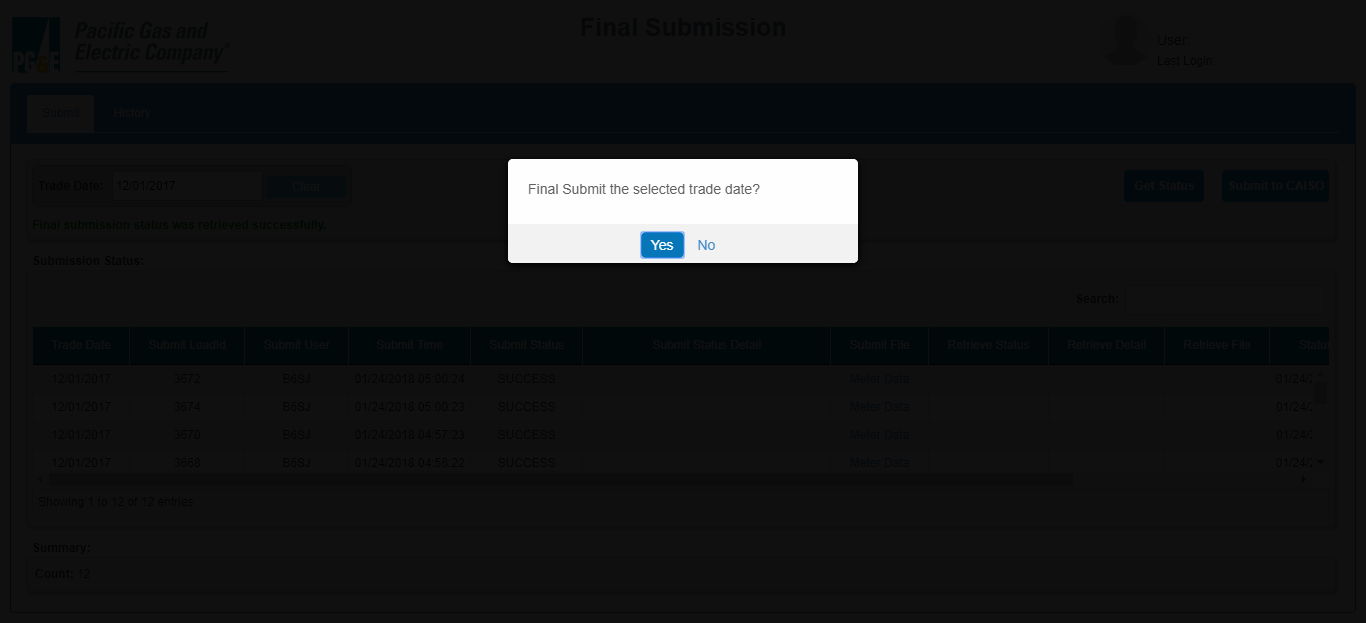 Pacific Gas and
Electric Company®
PG&E
Final Submission
User:
Last Login:
Submit History
Trade Date: 12/01/2017 Clear
Get Status Submit to CAISO
Final submission status was retrieved successfully.
Final Submit the selected trade date?
Yes No
Submission Status:
Search:
Trade Date Submit LoadId Submit User Submit Time Submit Status Submit Status Detail Submit File Retrieve Status Retrieve Detail Retrieve File Statu
12/01/2017 3672 B6SJ 01/24/2018 05:00:24 SUCCESS Meter Data 01/24/2
12/01/2017 3674 B6SJ 01/24/2018 05:00:23 SUCCESS Meter Data 01/24/2
12/01/2017 3670 B6SJ 01/24/2018 04:57:23 SUCCESS Meter Data 01/24/2
12/01/2017 3668 B6SJ 01/24/2018 04:56:22 SUCCESS Meter Data 01/24/2
Showing 1 to 12 of 12 entries
Summary:
Count: 12